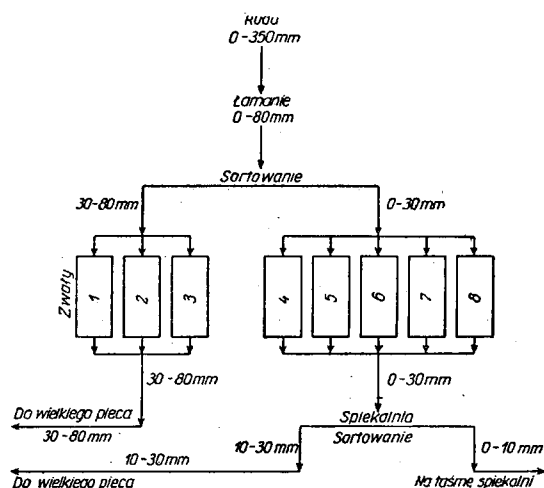 Ruda
0-350mm
Łamanie
0-80mm
Sortowanie
30-80mm
0-30mm
Zwały
1
2
3
4
5
6
7
8
30-80mm
0-30mm
Do wielkiego pieca
30-80mm
Spiekalnia
Sortowanie
10-30mm
0-10mm
10-30mm
Do wielkiego pieca
Na taśmę spiekalni